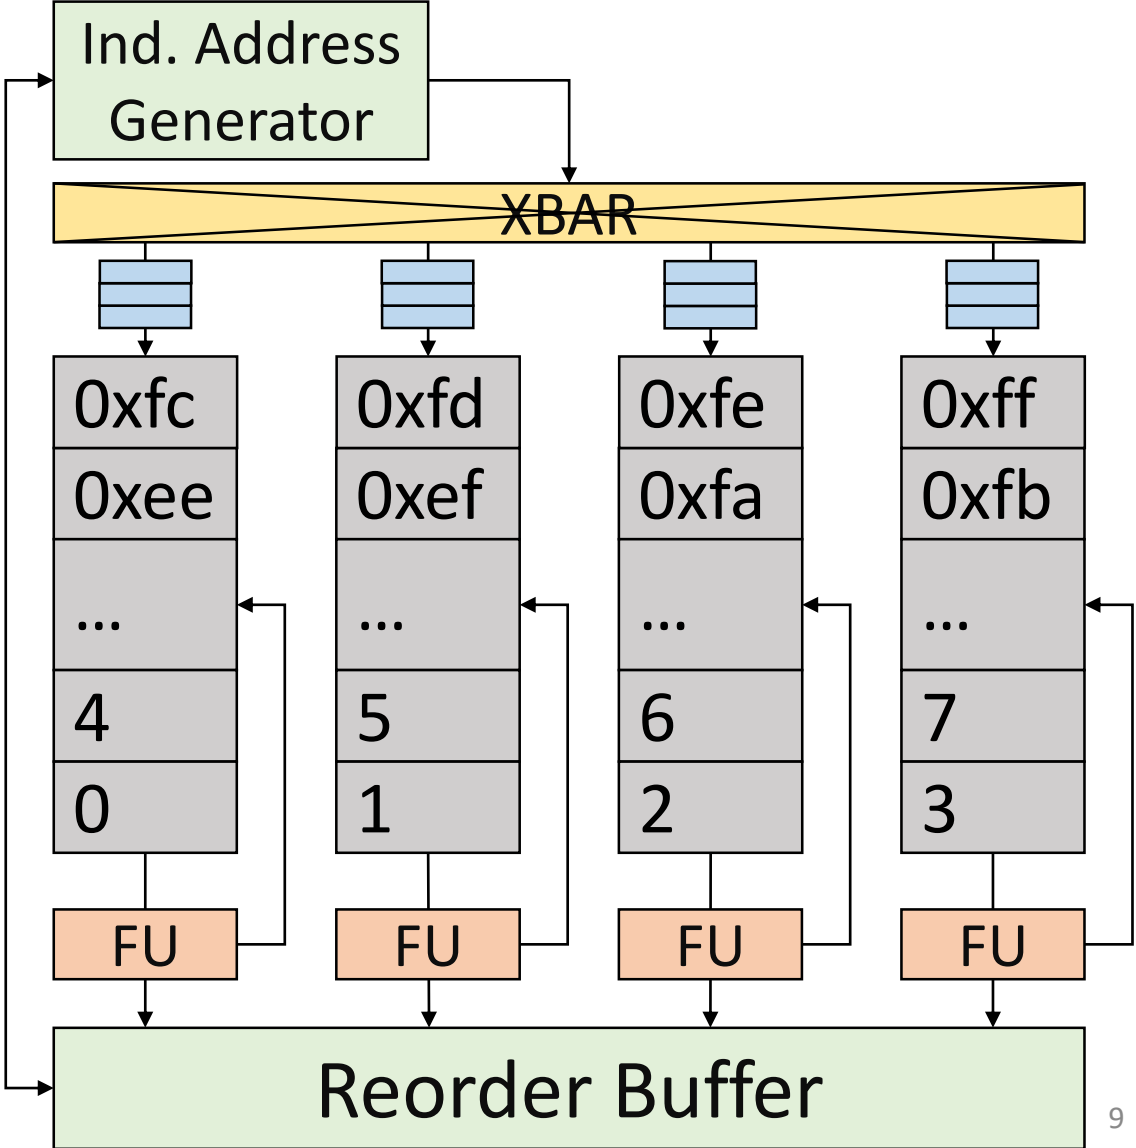 Ind. Address
Generator
XBAR
0xfc 0xfd 0xfe 0xff
0xee 0xef 0xfa 0xfb
... ... ... ...
4 5 6 7
0 1 2 3
FU FU FU FU
Reorder Buffer
9